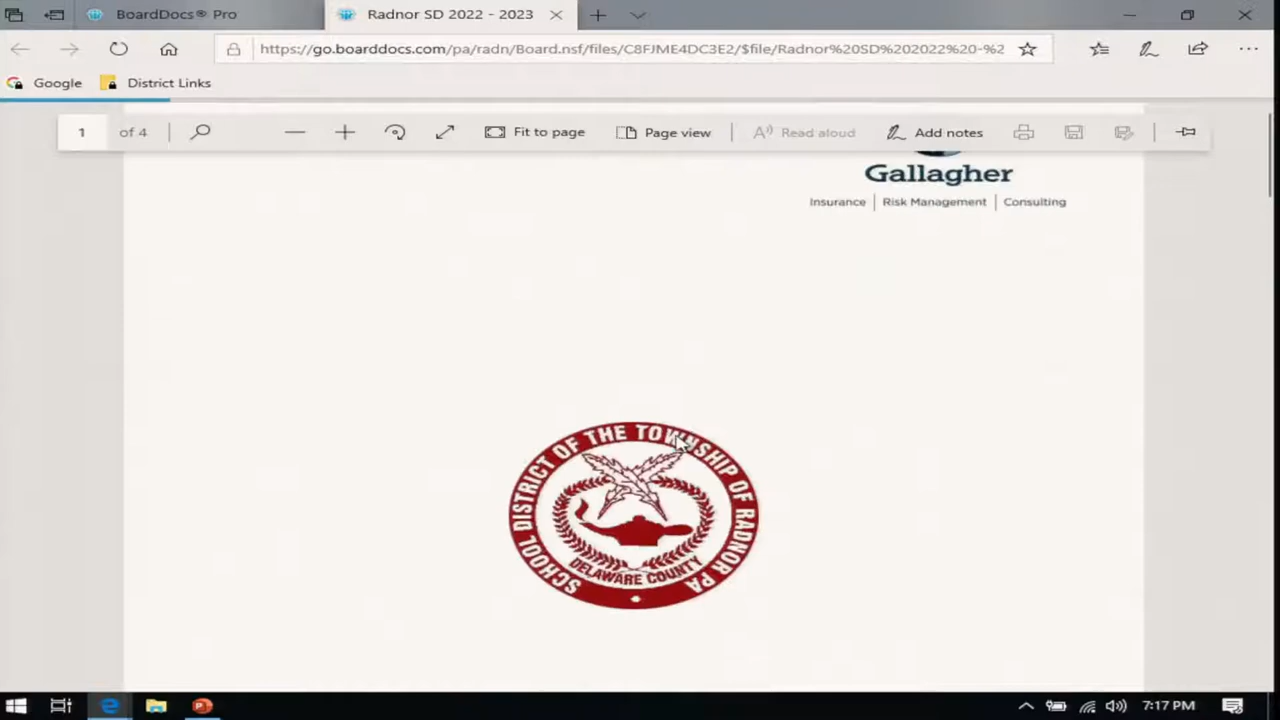 BoardDocs® Pro
Radnor SD 2022 - 2023
https://go.boarddocs.com/pa/radn/Board.nsf/files/C8FJME4DC3E2/$file/Radnor%20SD%202022%20-%2
Google
District Links
1 of 4
Fit to page
Page view
Read aloud
Add notes
Gallagher
Insurance | Risk Management | Consulting
SCHOOL DISTRICT OF THE TOWNSHIP OF RADNOR PA
DELAWARE COUNTY
7:17 PM